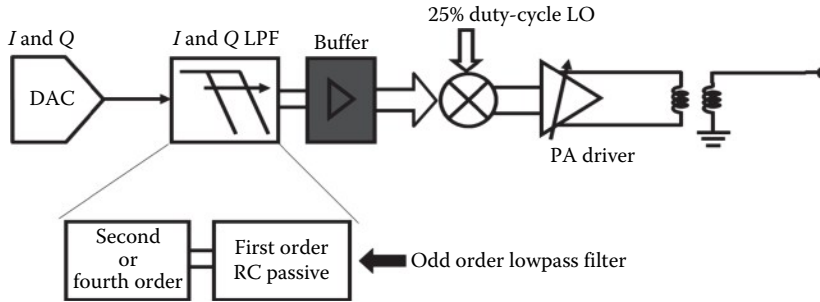 25% duty-cycle LO
I and Q
I and Q LPF
Buffer
DAC
PA driver
Second
or
fourth order
First order
RC passive
Odd order lowpass filter